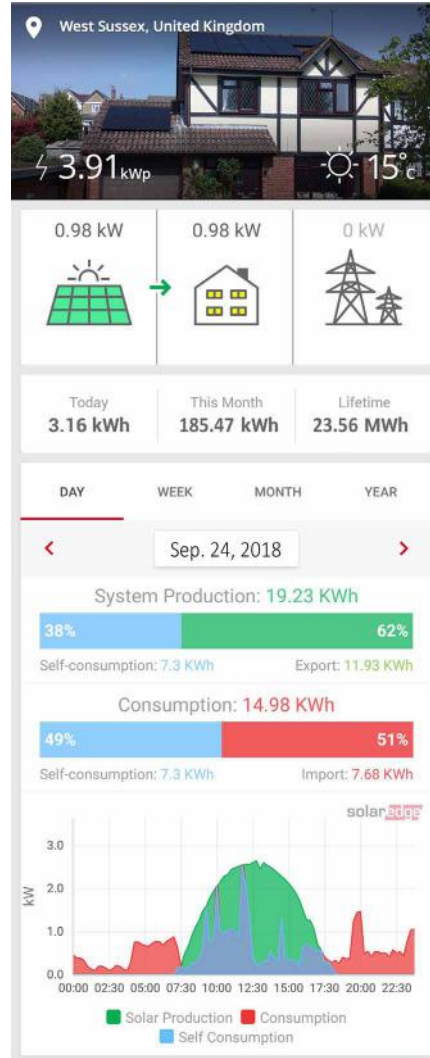 West Sussex, United Kingdom
3.91 kWp
15°c
0.98 kW
0.98 kW
0 kW
Today
This Month
Lifetime
3.16 kWh
185.47 kWh
23.56 MWh
DAY
WEEK
MONTH
YEAR
<
Sep. 24, 2018
>
System Production: 19.23 KWh
38%
62%
Self-consumption: 7.3 KWh
Export: 11.93 KWh
Consumption: 14.98 KWh
49%
51%
Self-consumption: 7.3 KWh
Import: 7.68 KWh
solaredge
kW
3.0
2.0
1.0
0.0
00:00 02:30 05:00 07:30 10:00 12:30 15:00 17:30 20:00 22:30
Solar Production
Consumption
Self Consumption